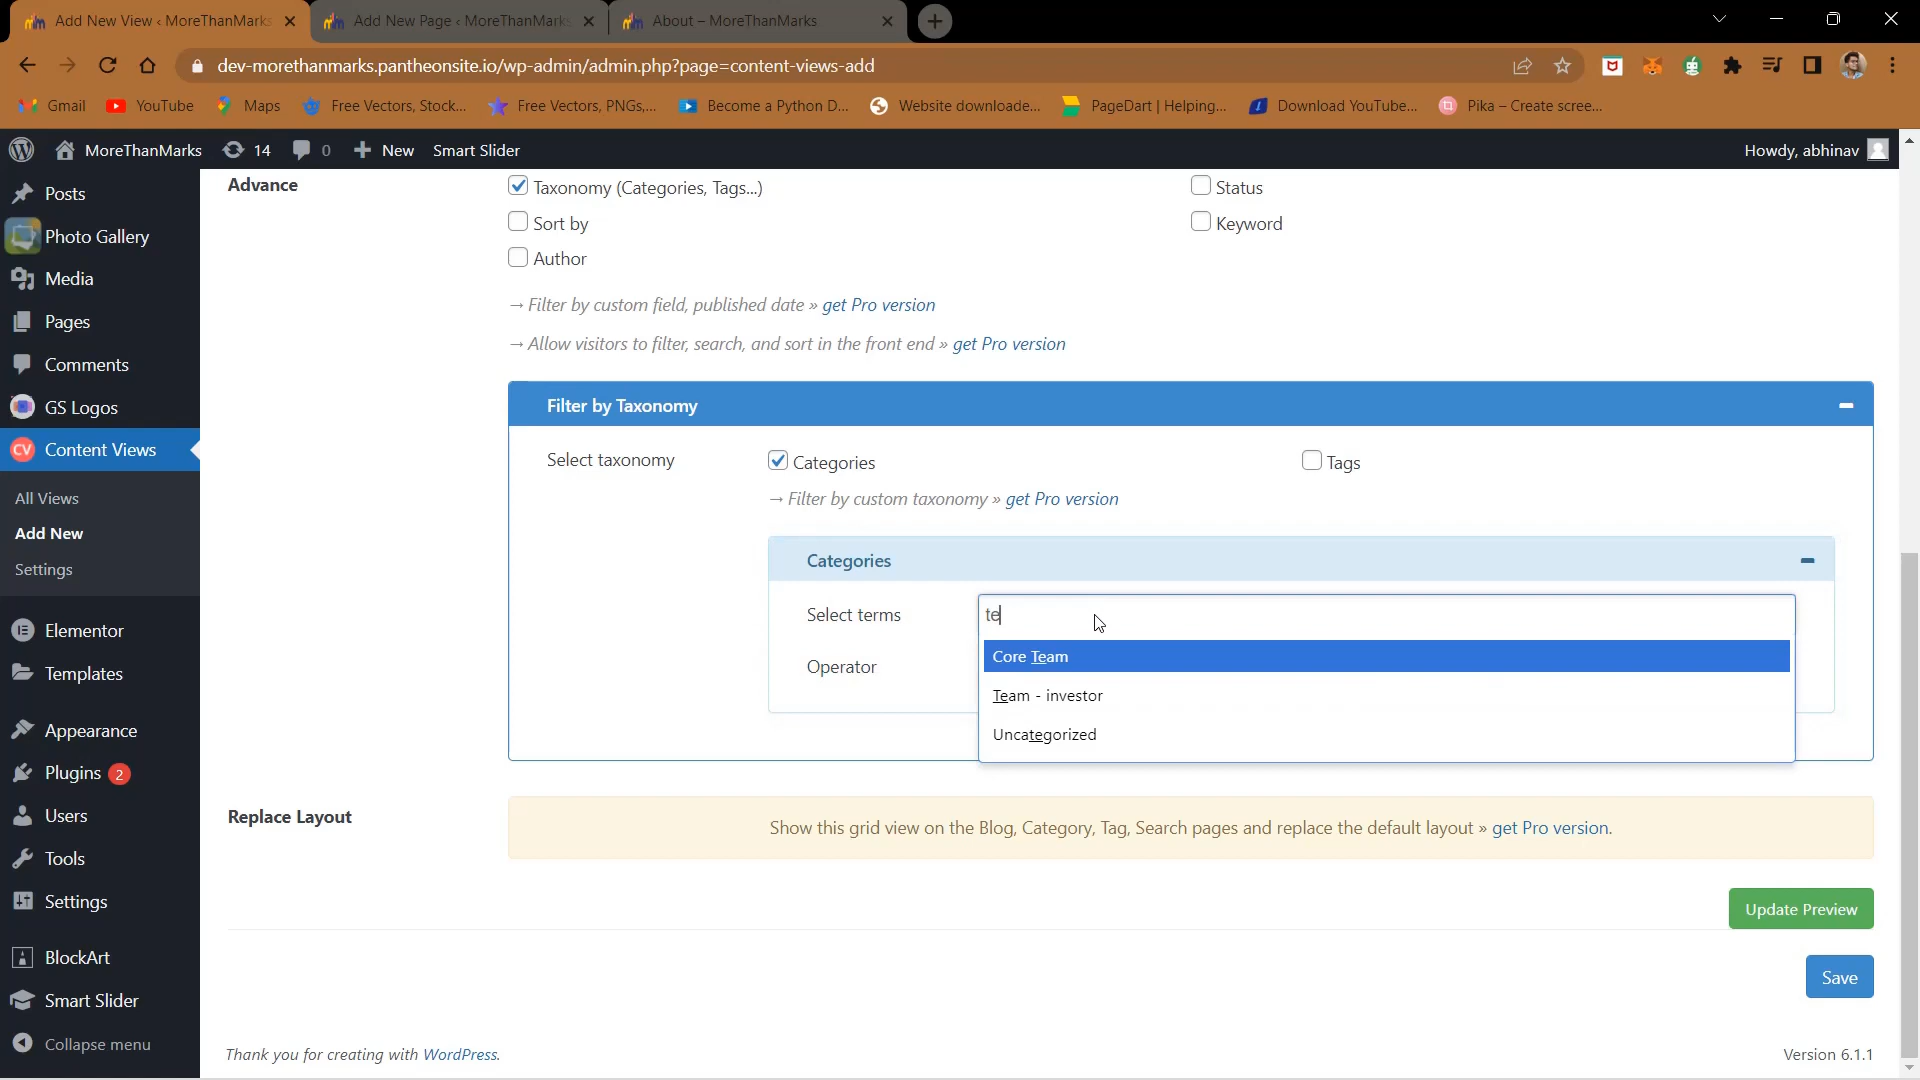 Add New View ‹ MoreThanMarks
Add New Page ‹ MoreThanMarks
About – MoreThanMarks
dev-morethanmarks.pantheonsite.io/wp-admin/admin.php?page=content-views-add
Gmail
YouTube
Maps
Free Vectors, Stock...
Free Vectors, PNGs,...
Become a Python D...
Website downloade...
PageDart | Helping...
Download YouTube...
Pika – Create scree...
MoreThanMarks
14
0
New
Smart Slider
Howdy, abhinav
Posts
Photo Gallery
Media
Pages
Comments
GS Logos
CV Content Views
All Views
Add New
Settings
Elementor
Templates
Appearance
Plugins 2
Users
Tools
Settings
BlockArt
Smart Slider
Collapse menu
Advance
Taxonomy (Categories, Tags...)
Status
Sort by
Keyword
Author
→ Filter by custom field, published date » get Pro version
→ Allow visitors to filter, search, and sort in the front end » get Pro version
Filter by Taxonomy
Select taxonomy
Categories
Tags
→ Filter by custom taxonomy » get Pro version
Categories
Select terms
te
Core Team
Operator
Team - investor
Uncategorized
Replace Layout
Show this grid view on the Blog, Category, Tag, Search pages and replace the default layout » get Pro version.
Update Preview
Save
Thank you for creating with WordPress.
Version 6.1.1